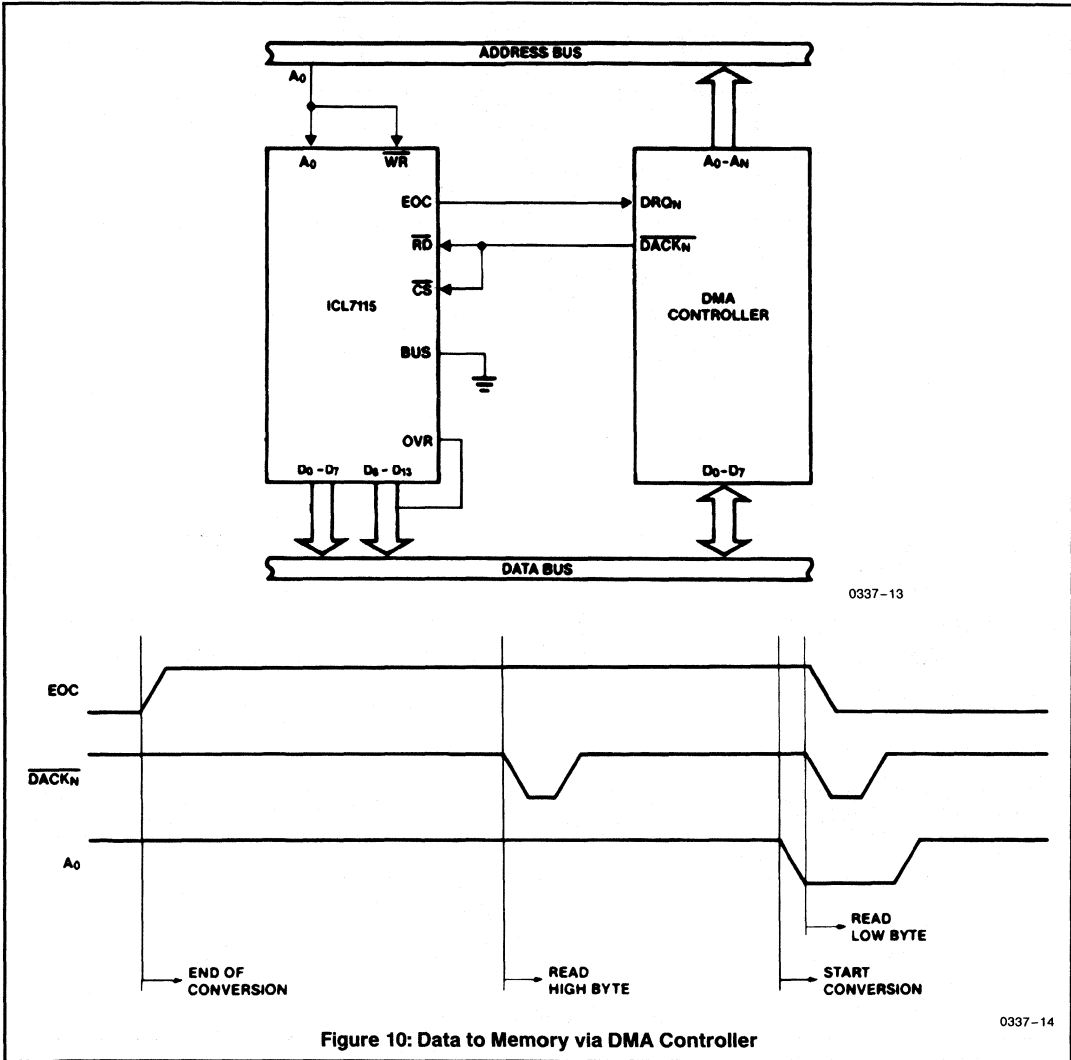 ADDRESS BUS
A0
A0 WR A0-AN
EOC DRQN
RD DACKN
CS
ICL7115 DMA
CONTROLLER
BUS
OVR
D0-D7 D8-D13 D0-D7
DATA BUS
0337-13
EOC
DACKN
A0
READ
LOW BYTE
END OF
CONVERSION
READ
HIGH BYTE
START
CONVERSION
0337-14
Figure 10: Data to Memory via DMA Controller